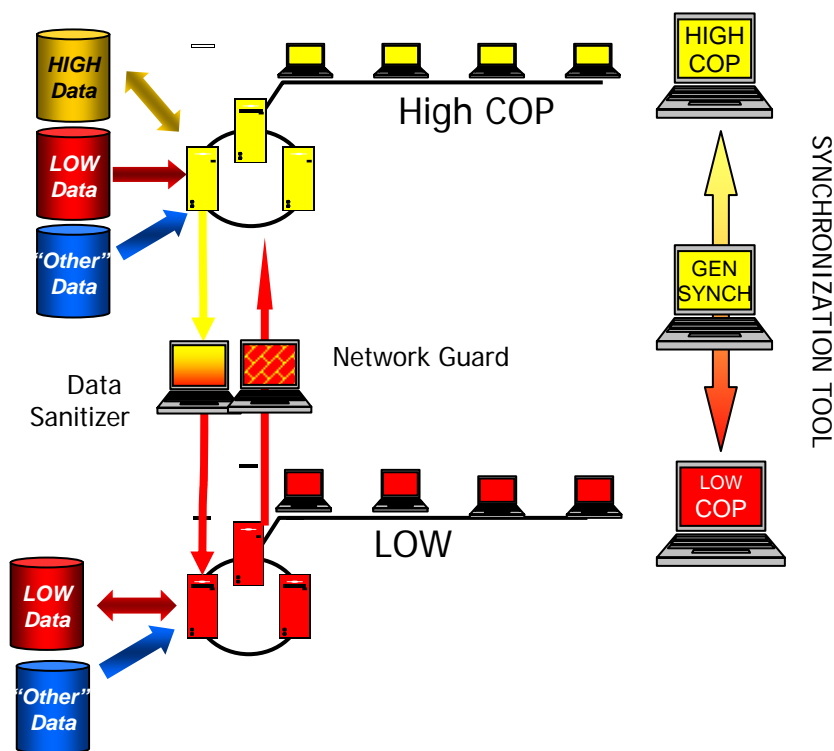 HIGH
Data
LOW
Data
“Other”
Data
High COP
HIGH
COP
GEN
SYNCH
LOW
COP
SYNCHRONIZATION TOOL
Data
Sanitizer
Network Guard
LOW
LOW
Data
“Other”
Data